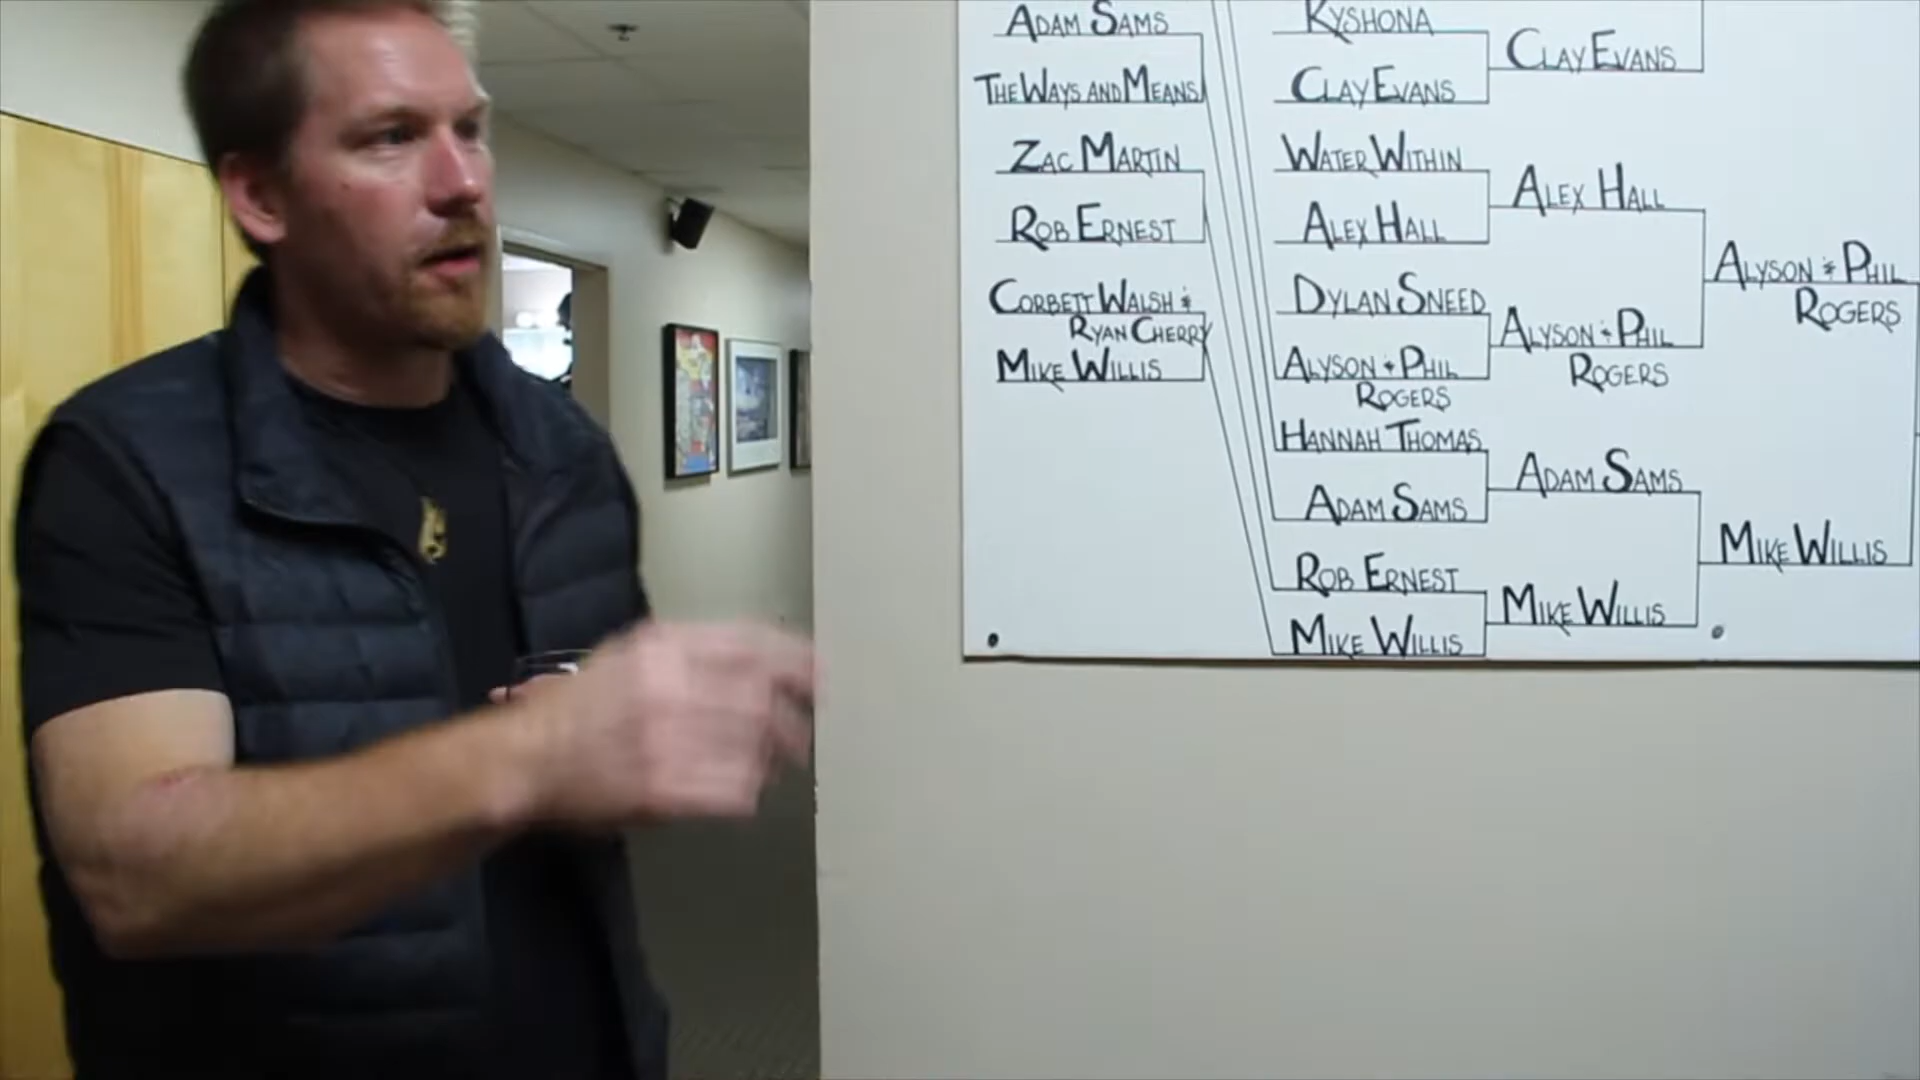 ADAM SAMS
THE WAYS AND MEANS
ZAC MARTIN
ROB ERNEST
CORBETT WALSH &
RYAN CHERRY
MIKE WILLIS
KYSHONA
CLAY EVANS
WATER WITHIN
ALEX HALL
DYLAN SNEED
ALYSON & PHIL
ROGERS
HANNAH THOMAS
ADAM SAMS
ROB ERNEST
MIKE WILLIS
CLAY EVANS
ALEX HALL
ALYSON & PHIL
ROGERS
ADAM SAMS
MIKE WILLIS
ALYSON & PHIL
ROGERS
MIKE WILLIS